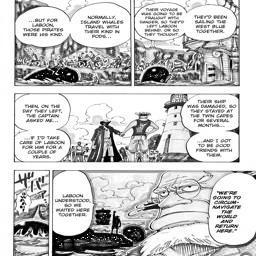 THEY'D BEEN
SAILING THE
WEST BLUE
TOGETHER.
THEIR VOYAGE
WAS GOING TO BE
FRAUGHT WITH
DANGER, SO
THEY'D LEFT
LABOON BEHIND.
OR SO THEY
THOUGHT...
NORMALLY,
ISLAND WHALES
TRAVEL WITH
THEIR KIND IN
PODS...
...BUT FOR
LABOON,
THOSE PIRATES
WERE HIS KIND.
THEIR SHIP
WAS DAMAGED,
SO THEY STAYED
AT THE
TWIN CAPES
FOR SEVERAL
MONTHS...
...AND I GOT
TO BE GOOD
FRIENDS WITH
THEM.
THEN, ON THE
DAY THEY LEFT,
THE CAPTAIN
ASKED ME...
...IF I'D TAKE
CARE OF LABOON
FOR HIM FOR A
COUPLE OF
YEARS.
"WE'RE
GOING TO
CIRCUM-
NAVIGATE
THE
WORLD
AND
RETURN
HERE."
LABOON
UNDERSTOOD,
SO WE
WAITED HERE
TOGETHER.